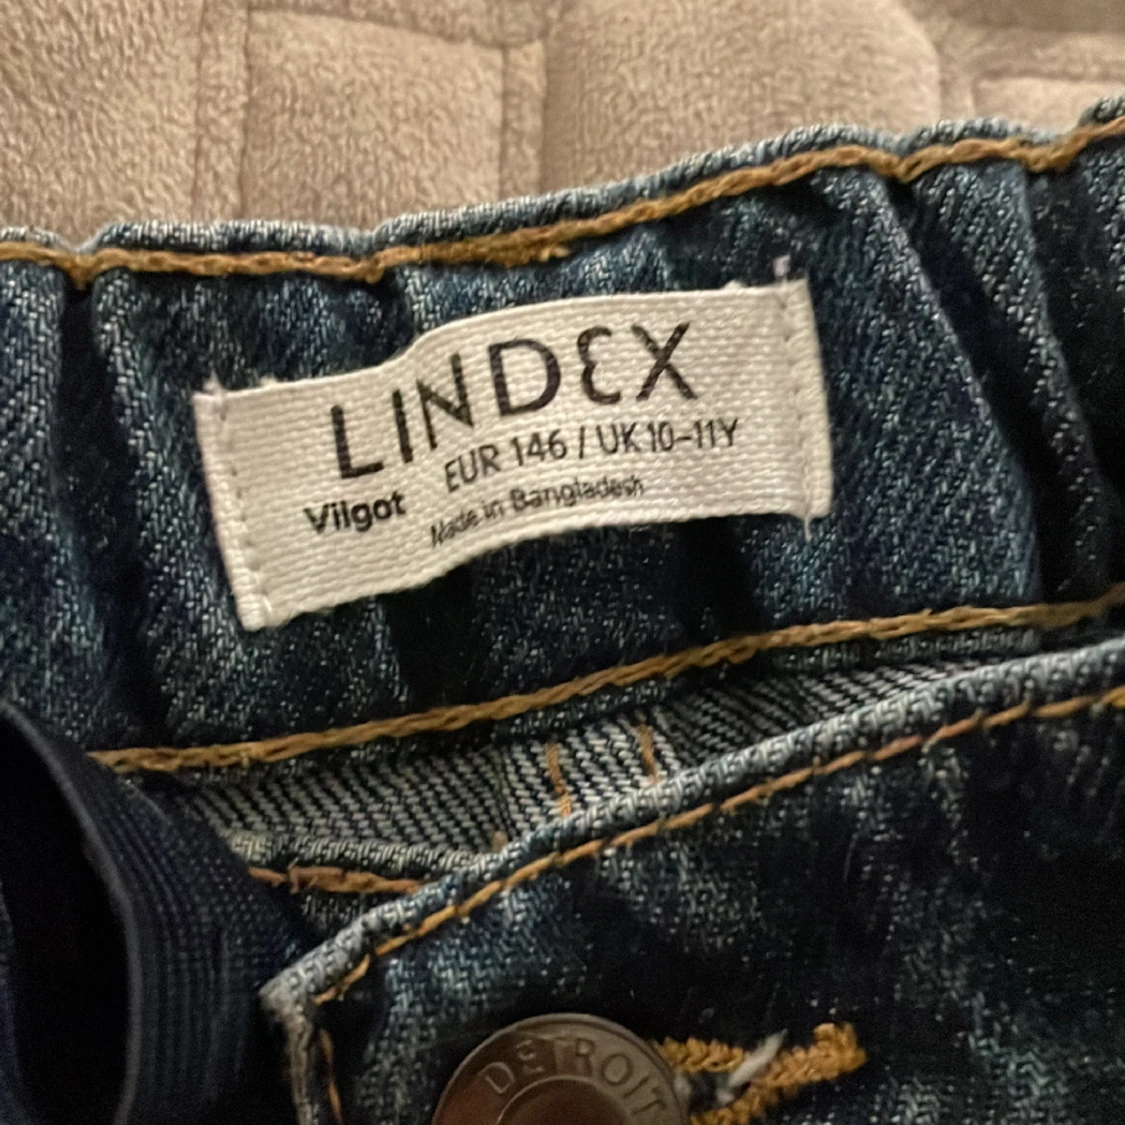 LINDEX
EUR 146 / UK 10-11Y
Vilgot
Made in Bangladesh
DETROIT